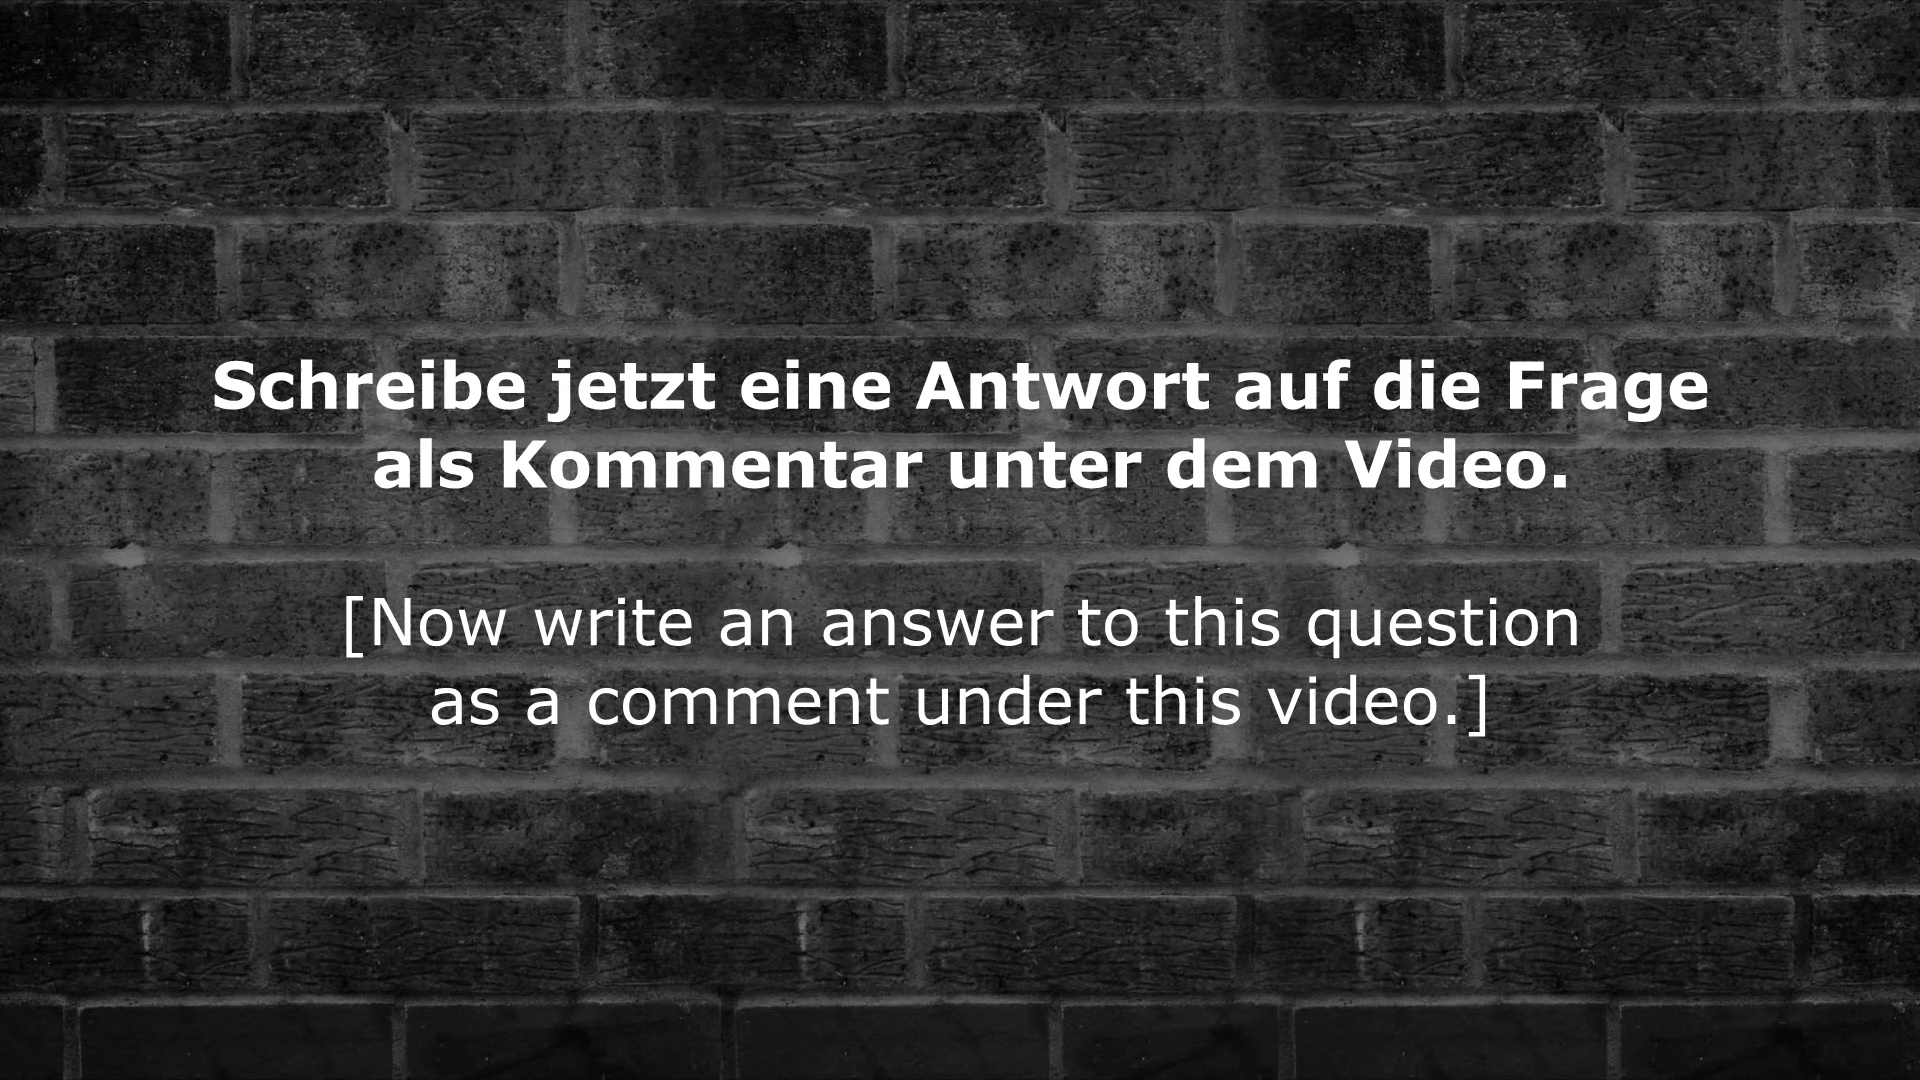 Schreibe jetzt eine Antwort auf die Frage
als Kommentar unter dem Video.
[Now write an answer to this question
as a comment under this video.]